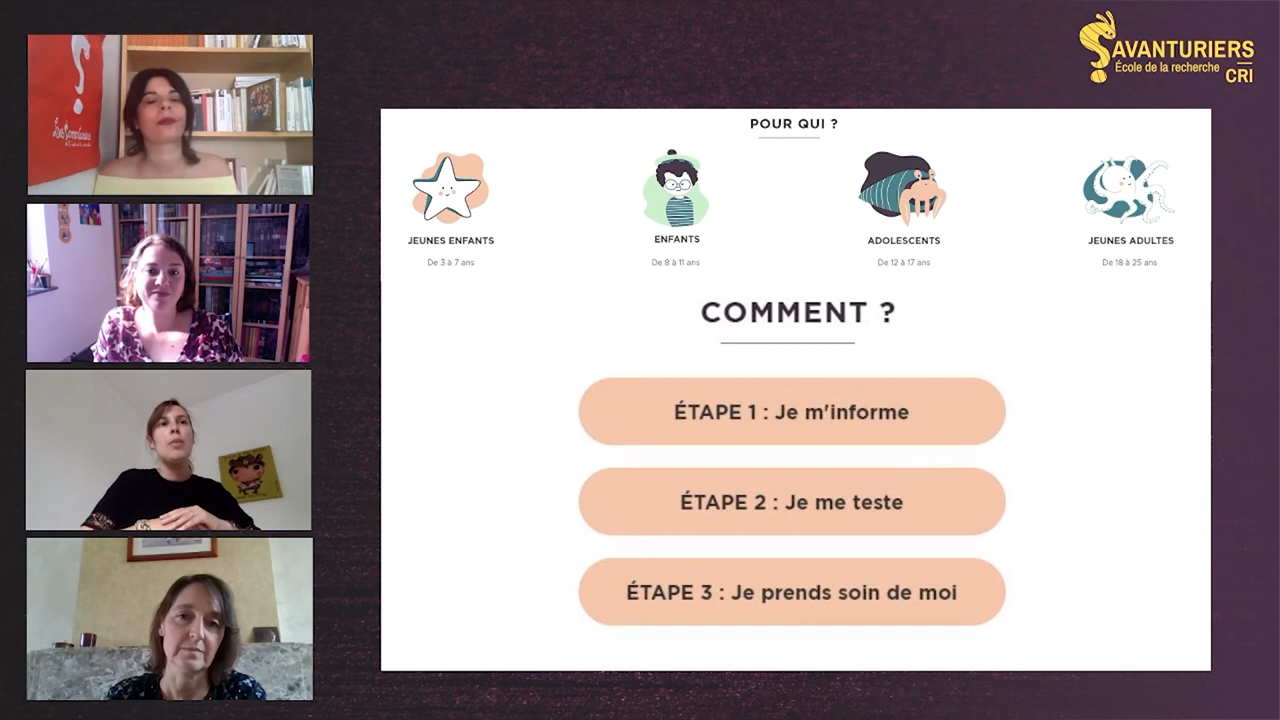 SAVANTURIERS
École de la recherche
CRI
Les Savanturiers
POUR QUI ?
JEUNES ENFANTS
ENFANTS
ADOLESCENTS
JEUNES ADULTES
De 3 à 7 ans
De 8 à 11 ans
De 12 à 17 ans
De 18 à 25 ans
COMMENT ?
ÉTAPE 1 : Je m'informe
ÉTAPE 2 : Je me teste
ÉTAPE 3 : Je prends soin de moi